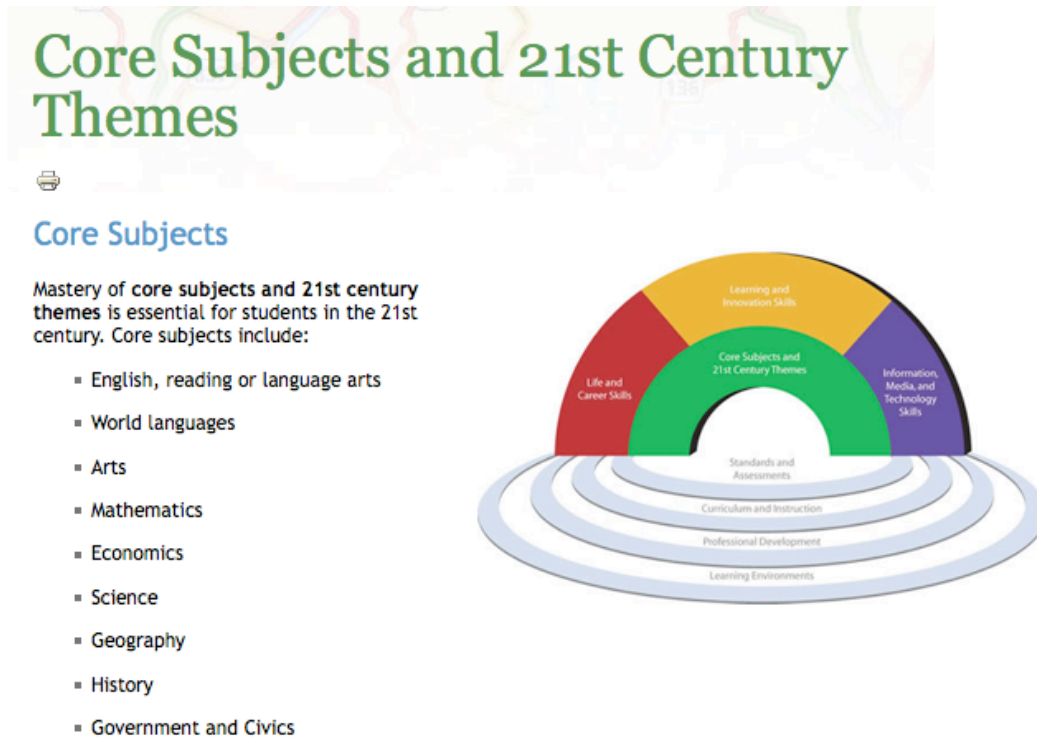 Core Subjects and 21st Century
Themes
Core Subjects
Mastery of core subjects and 21st century
themes is essential for students in the 21st
century. Core subjects include:
English, reading or language arts
World languages
Arts
Mathematics
Economics
Science
Geography
History
Government and Civics
Learning and
Innovation Skills
Core Subjects and
21st Century Themes
Life and
Career Skills
Information,
Media, and
Technology
Skills
Standards and
Assessments
Curriculum and Instruction
Professional Development
Learning Environments